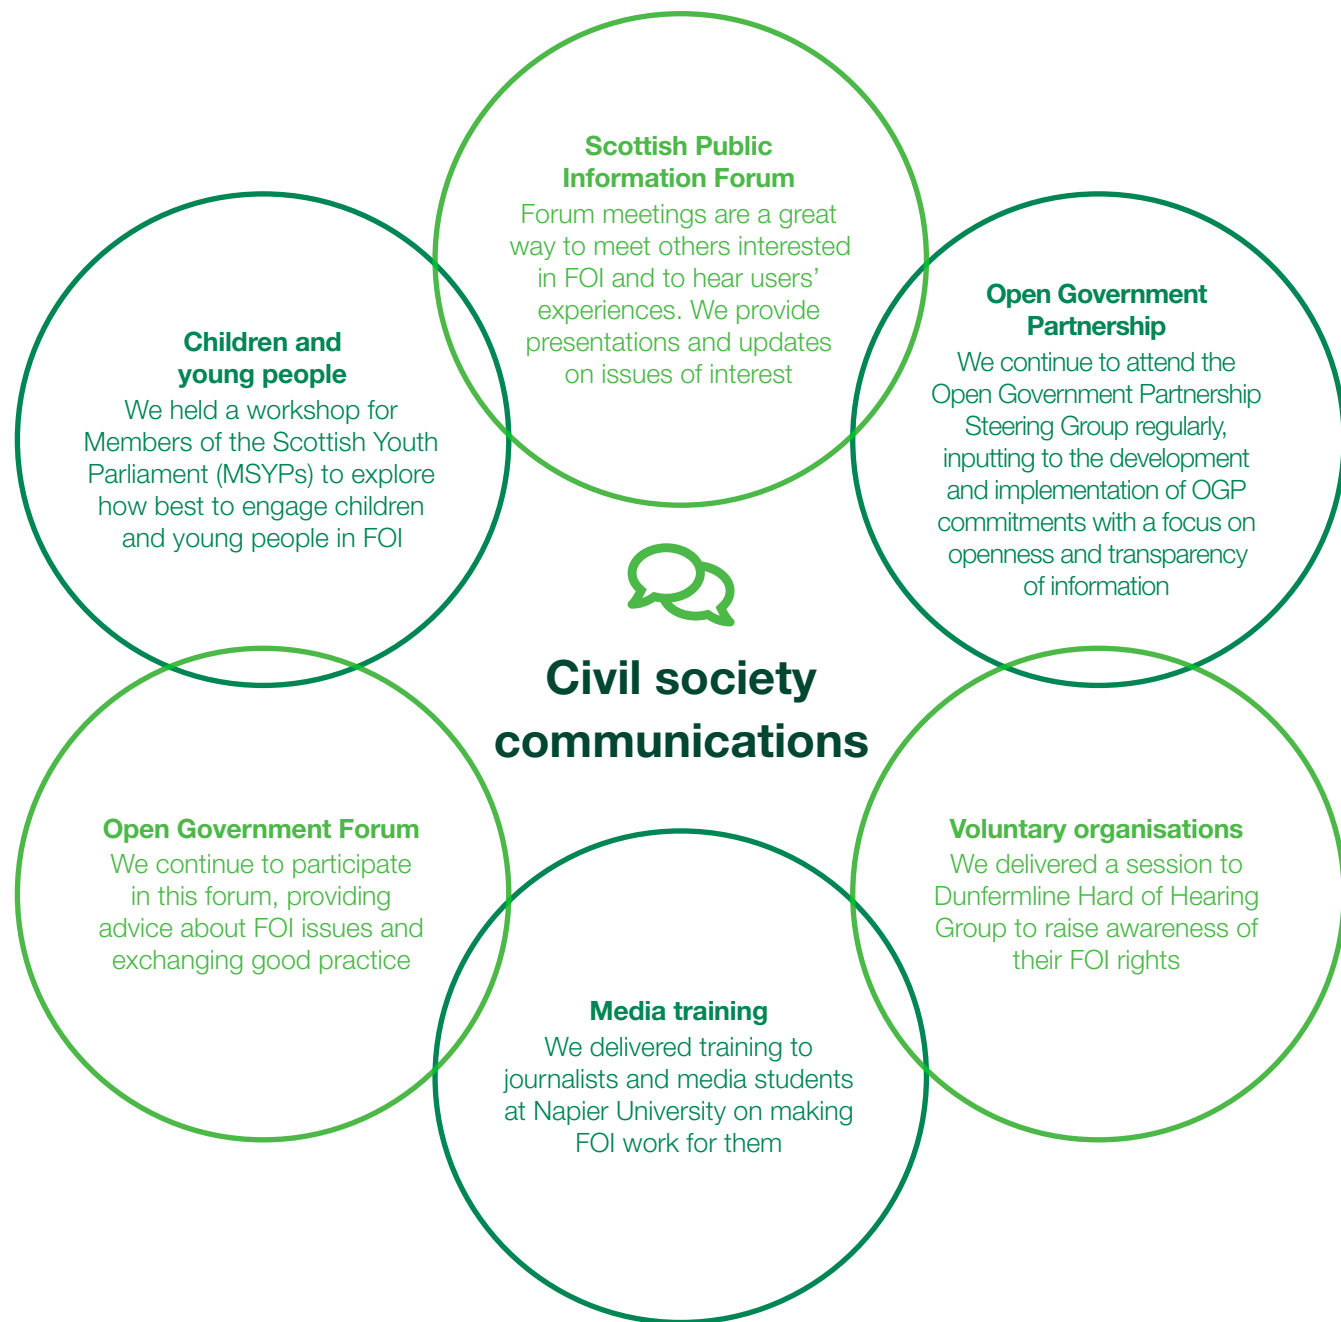 Scottish Public
Information Forum
Forum meetings are a great
way to meet others interested
in FOI and to hear users’
experiences. We provide
presentations and updates
on issues of interest
Open Government
Partnership
We continue to attend the
Open Government Partnership
Steering Group regularly,
inputting to the development
and implementation of OGP
commitments with a focus on
openness and transparency
of information
Children and
young people
We held a workshop for
Members of the Scottish Youth
Parliament (MSYPs) to explore
how best to engage children
and young people in FOI
Civil society
communications
Open Government Forum
We continue to participate
in this forum, providing
advice about FOI issues and
exchanging good practice
Voluntary organisations
We delivered a session to
Dunfermline Hard of Hearing
Group to raise awareness of
their FOI rights
Media training
We delivered training to
journalists and media students
at Napier University on making
FOI work for them